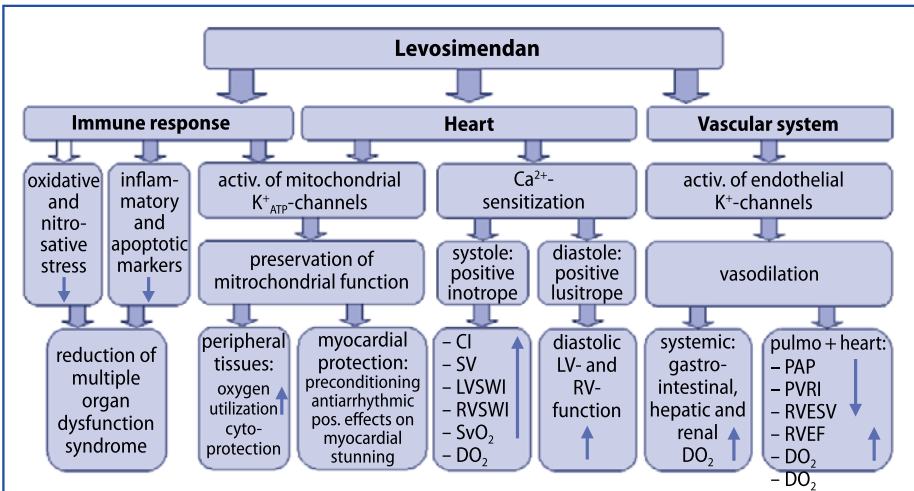 Levosimendan
Immune response
Heart
Vascular system
oxidative
and
nitro-
sative
stress
inflam-
matory
and
apoptotic
markers
activ. of mitochondrial
K⁺ATP-channels
Ca²⁺-
sensitization
activ. of endothelial
K⁺-channels
preservation of
mitrochondrial function
systole:
positive
inotrope
diastole:
positive
lusitrope
vasodilation
reduction of
multiple
organ
dysfunction
syndrome
peripheral
tissues:
oxygen
utilization
cyto-
protection
myocardial
protection:
preconditioning
antiarrhythmic
pos. effects on
myocardial
stunning
– CI
– SV
– LVSWI
– RVSWI
– SvO₂
– DO₂
diastolic
LV- and
RV-
function
systemic:
gastro-
intestinal,
hepatic and
renal
DO₂
pulmo + heart:
– PAP
– PVRI
– RVESV
– RVEF
– DO₂
– DO₂